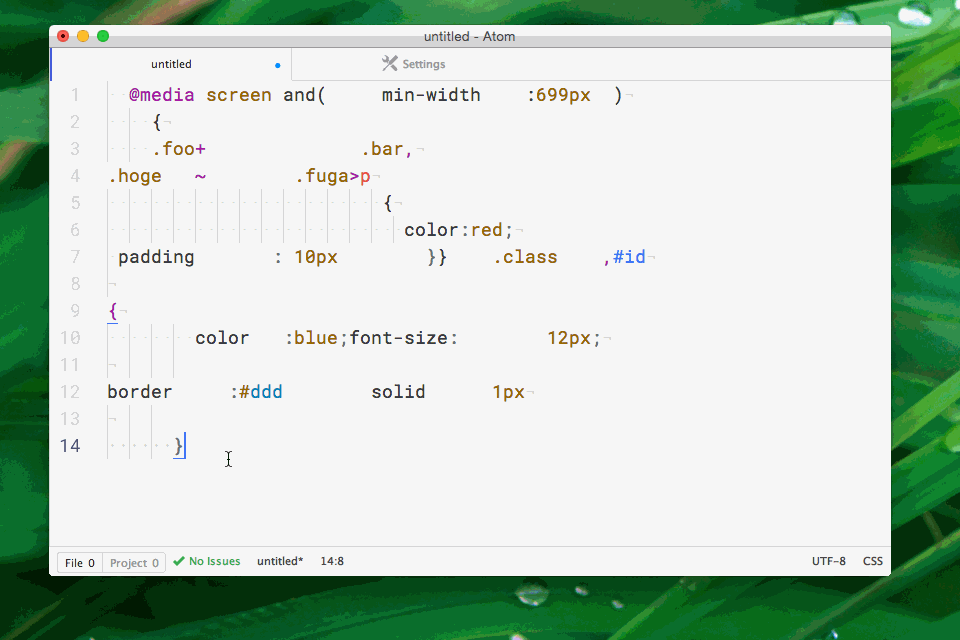 untitled - Atom
untitled
Settings
1 @media screen and( min-width :699px )
2 {
3 .foo+ .bar,
4 .hoge ~ .fuga>p
5 {
6 color:red;
7 padding : 10px }} .class ,#id
8
9 {
10 color :blue;font-size: 12px;
11
12 border :#ddd solid 1px
13
14 }
File 0 Project 0 No Issues untitled* 14:8 UTF-8 CSS